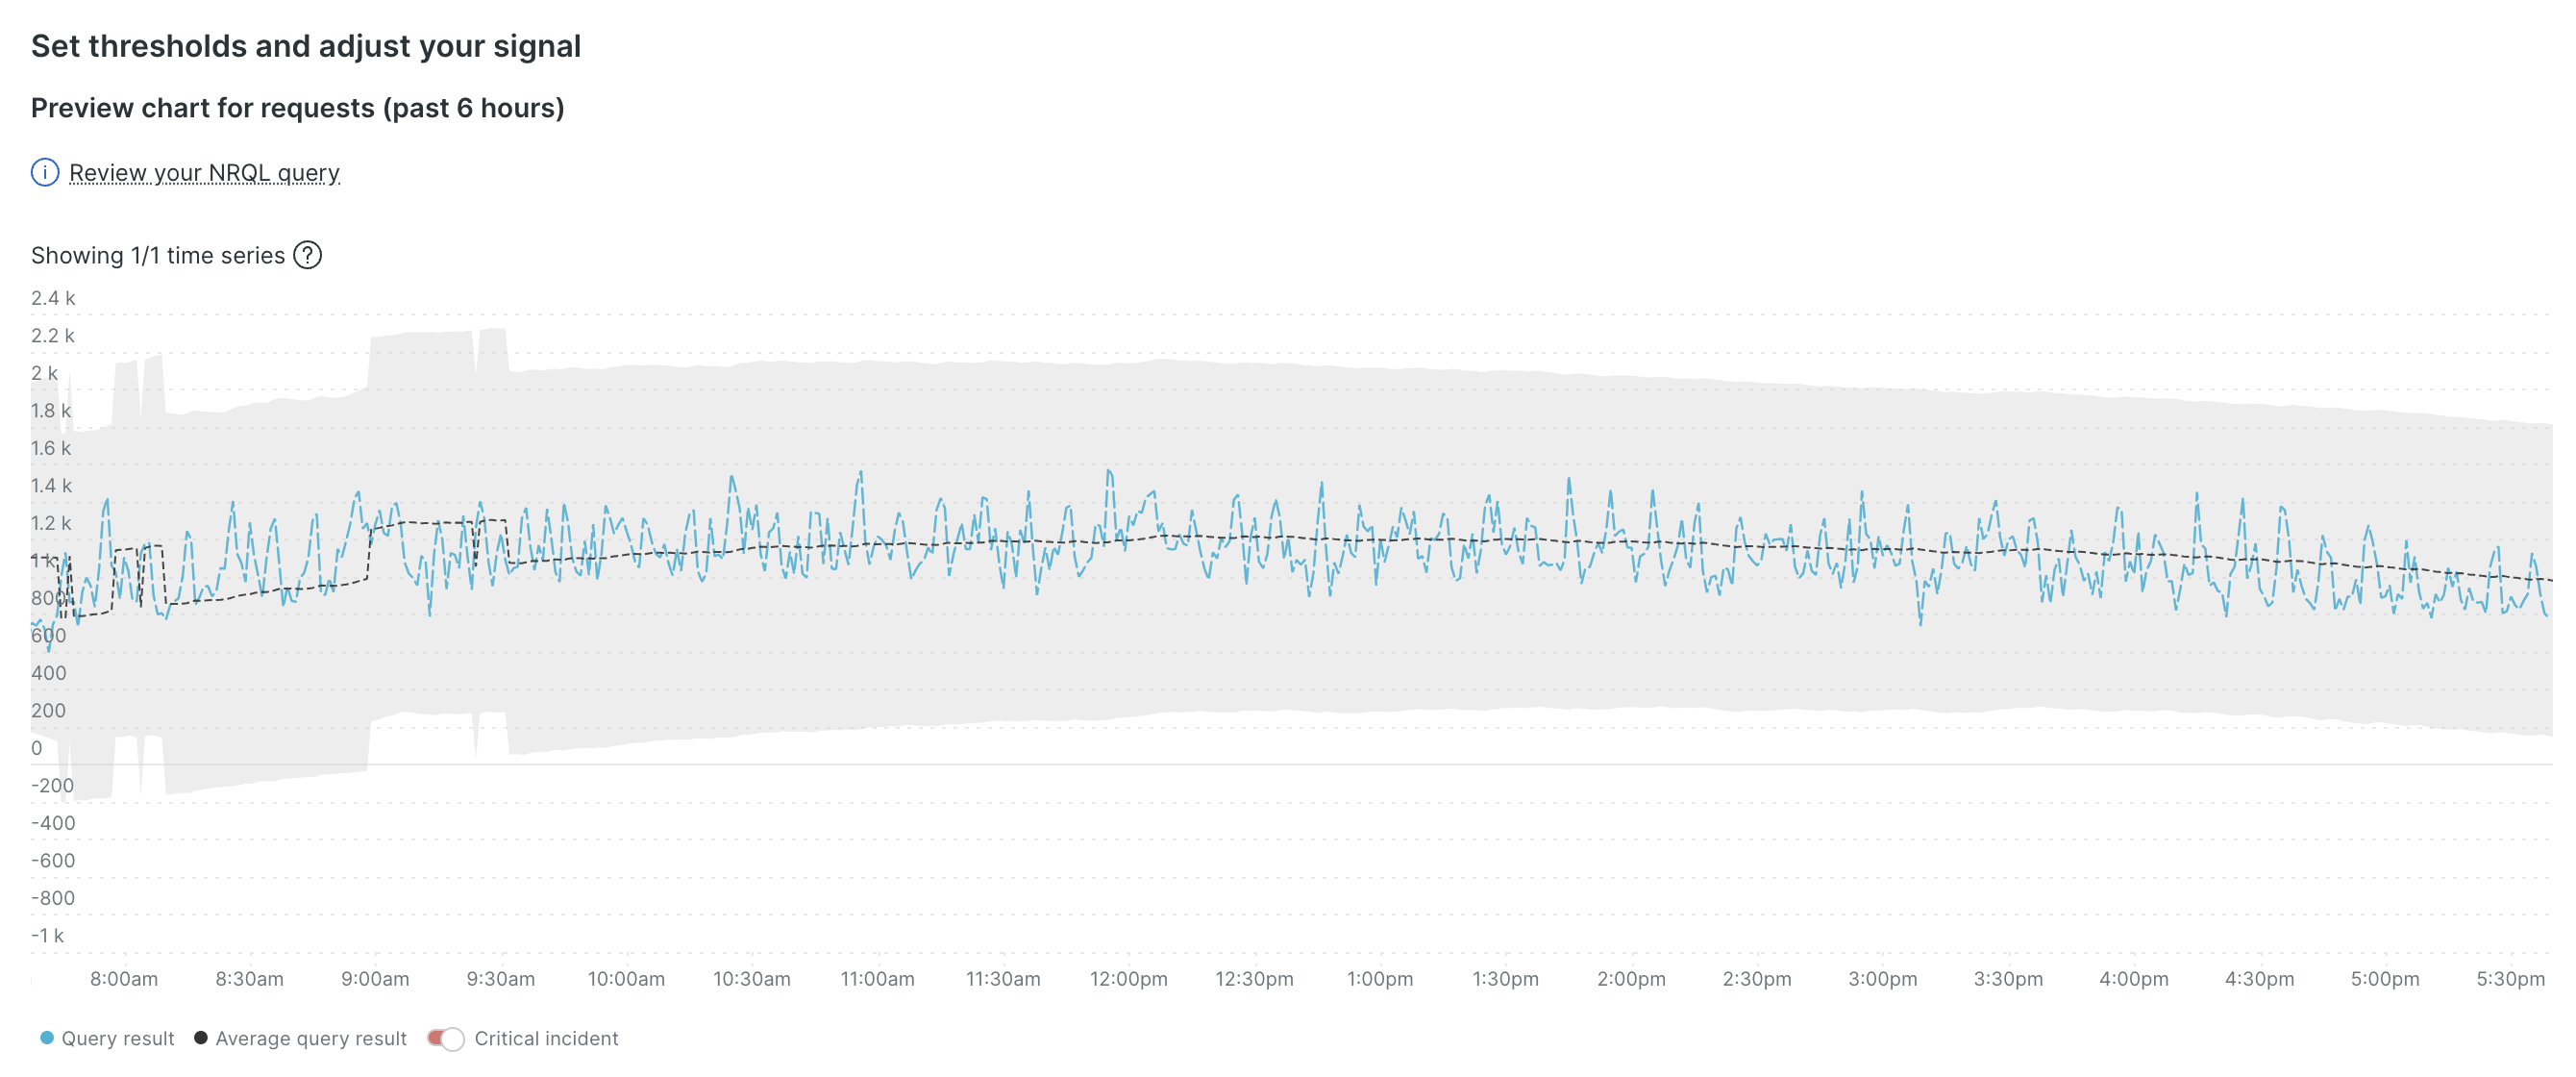 Set thresholds and adjust your signal
Preview chart for requests (past 6 hours)
Review your NRQL query
Showing 1/1 time series
2.4 k
2.2 k
2 k
1.8 k
1.6 k
1.4 k
1.2 k
1 k
800
600
400
200
0
-200
-400
-600
-800
-1 k
8:00am 8:30am 9:00am 9:30am 10:00am 10:30am 11:00am 11:30am 12:00pm 12:30pm 1:00pm 1:30pm 2:00pm 2:30pm 3:00pm 3:30pm 4:00pm 4:30pm 5:00pm 5:30pm
Query result Average query result Critical incident